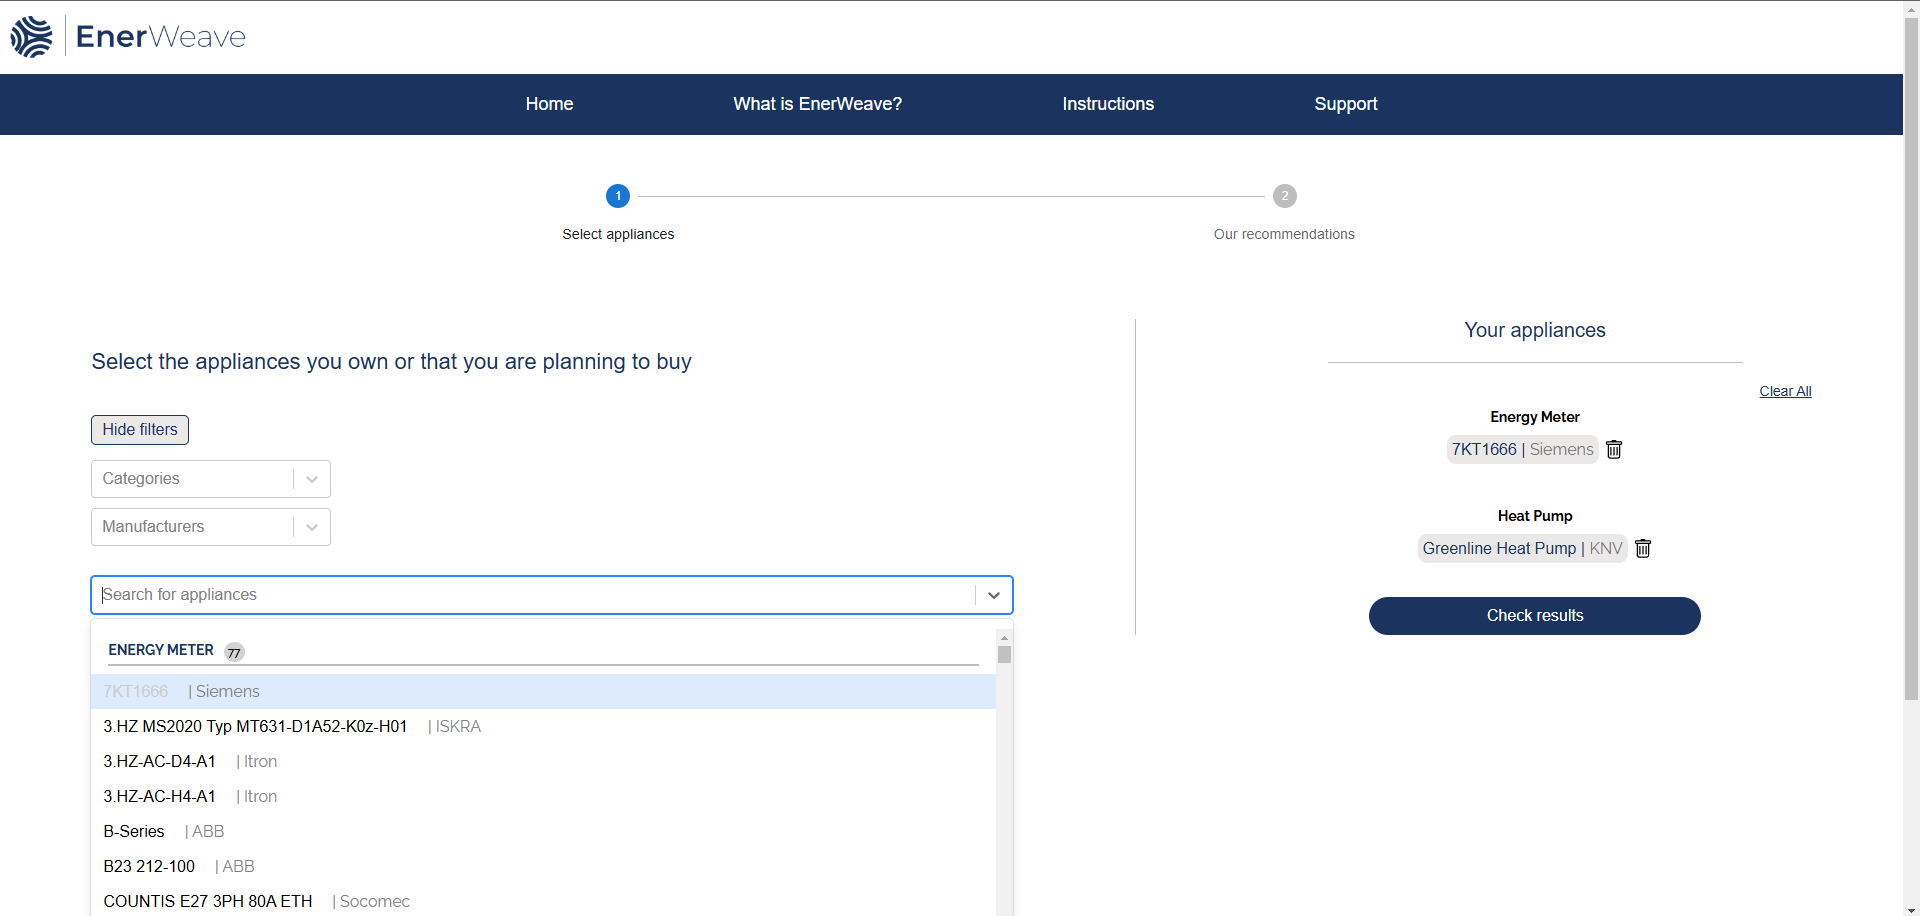 EnerWeave
Home
What is EnerWeave?
Instructions
Support
1
2
Select appliances
Our recommendations
Select the appliances you own or that you are planning to buy
Hide filters
Categories
Manufacturers
Search for appliances
ENERGY METER 77
7KT1666 | Siemens
3.HZ MS2020 Typ MT631-D1A52-K0z-H01 | ISKRA
3.HZ-AC-D4-A1 | Itron
3.HZ-AC-H4-A1 | Itron
B-Series | ABB
B23 212-100 | ABB
COUNTIS E27 3PH 80A ETH | Socomec
Your appliances
Clear All
Energy Meter
7KT1666 | Siemens
Heat Pump
Greenline Heat Pump | KNV
Check results